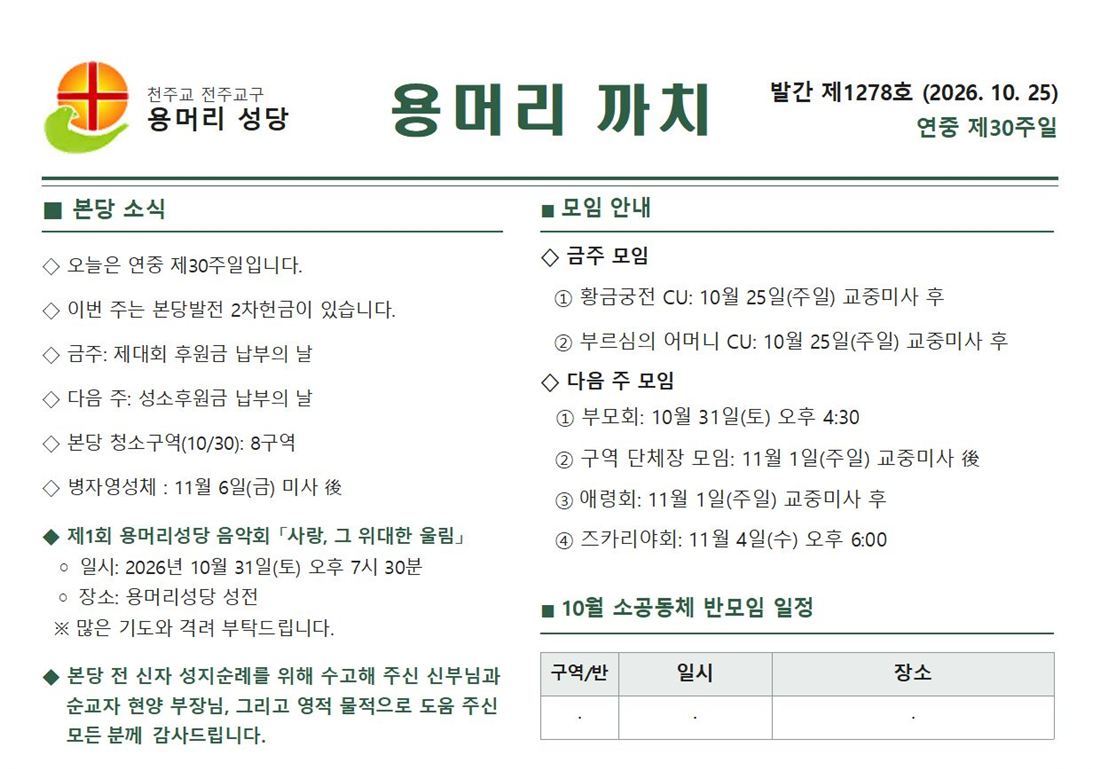 천주교 전주교구
용머리 성당
용머리 까치
발간 제1278호 (2026. 10. 25)
연중 제30주일
■ 본당 소식
◇ 오늘은 연중 제30주일입니다.
◇ 이번 주는 본당발전 2차헌금이 있습니다.
◇ 금주: 제대회 후원금 납부의 날
◇ 다음 주: 성소후원금 납부의 날
◇ 본당 청소구역(10/30): 8구역
◇ 병자영성체 : 11월 6일(금) 미사 後
◆ 제1회 용머리성당 음악회 「사랑, 그 위대한 울림」
○ 일시: 2026년 10월 31일(토) 오후 7시 30분
○ 장소: 용머리성당 성전
※ 많은 기도와 격려 부탁드립니다.
◆ 본당 전 신자 성지순례를 위해 수고해 주신 신부님과
순교자 현양 부장님, 그리고 영적 물적으로 도움 주신
모든 분께 감사드립니다.
■ 모임 안내
◇ 금주 모임
① 황금궁전 CU: 10월 25일(주일) 교중미사 후
② 부르심의 어머니 CU: 10월 25일(주일) 교중미사 후
◇ 다음 주 모임
① 부모회: 10월 31일(토) 오후 4:30
② 구역 단체장 모임: 11월 1일(주일) 교중미사 後
③ 애령회: 11월 1일(주일) 교중미사 후
④ 즈카리야회: 11월 4일(수) 오후 6:00
■ 10월 소공동체 반모임 일정
구역/반 일시 장소
. . .